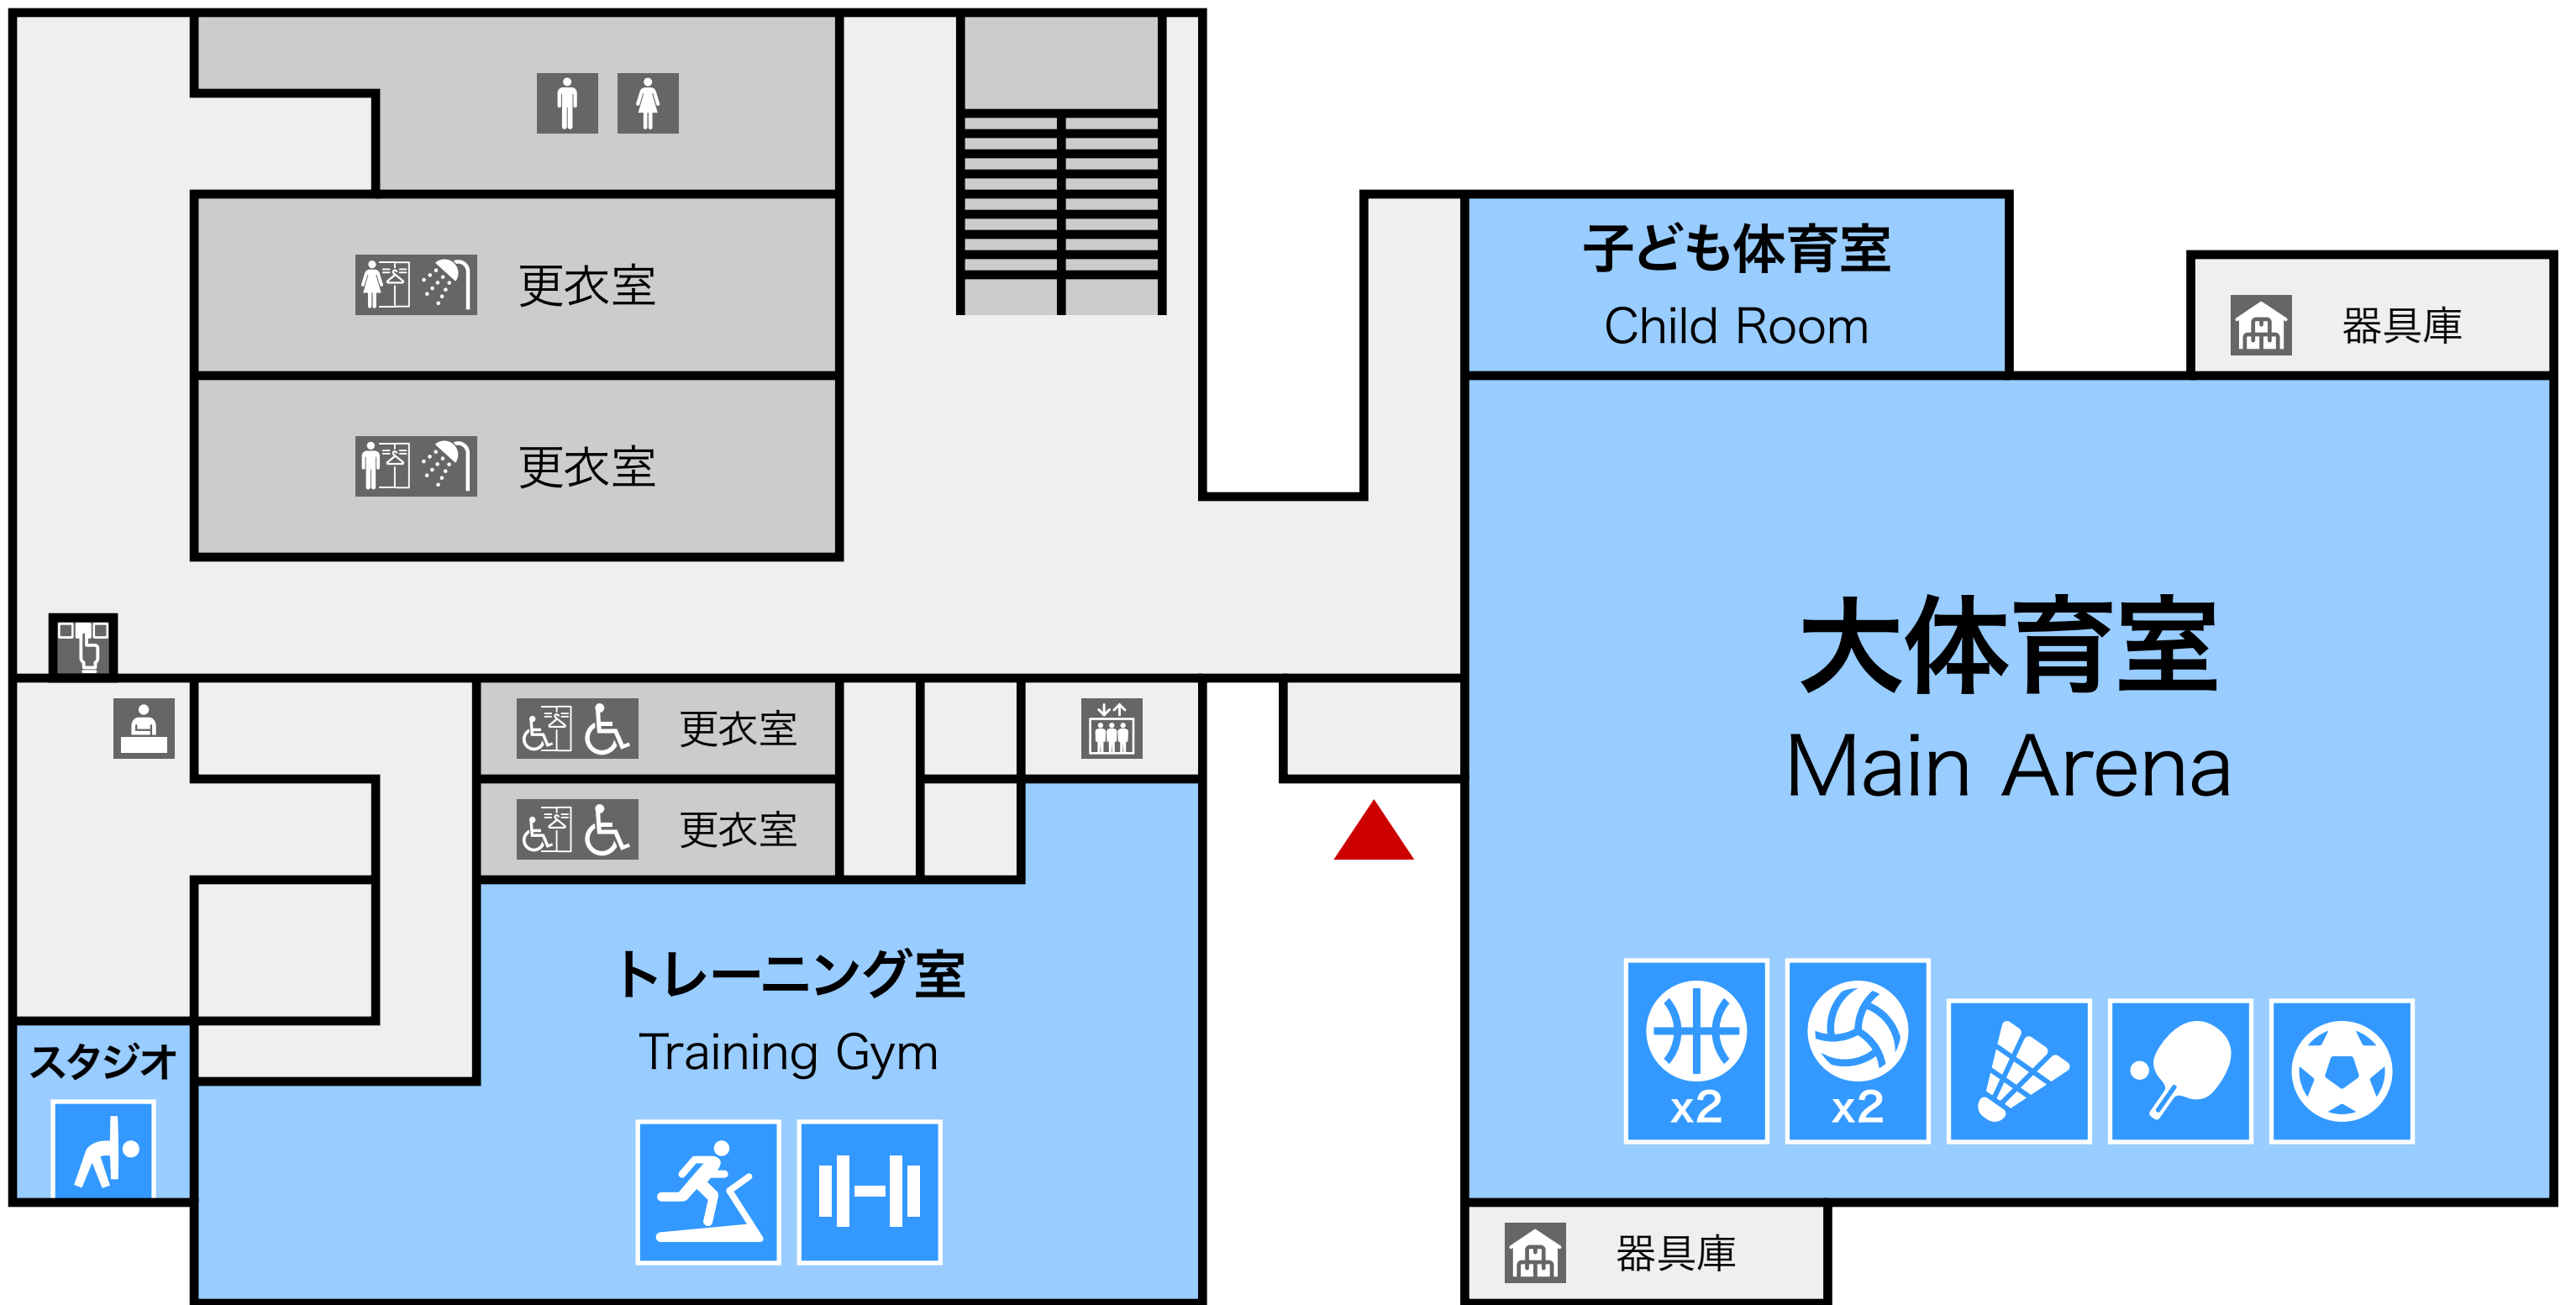 更衣室
更衣室
子ども体育室
Child Room
器具庫
大体育室
Main Arena
更衣室
更衣室
トレーニング室
Training Gym
スタジオ
x2
x2
器具庫